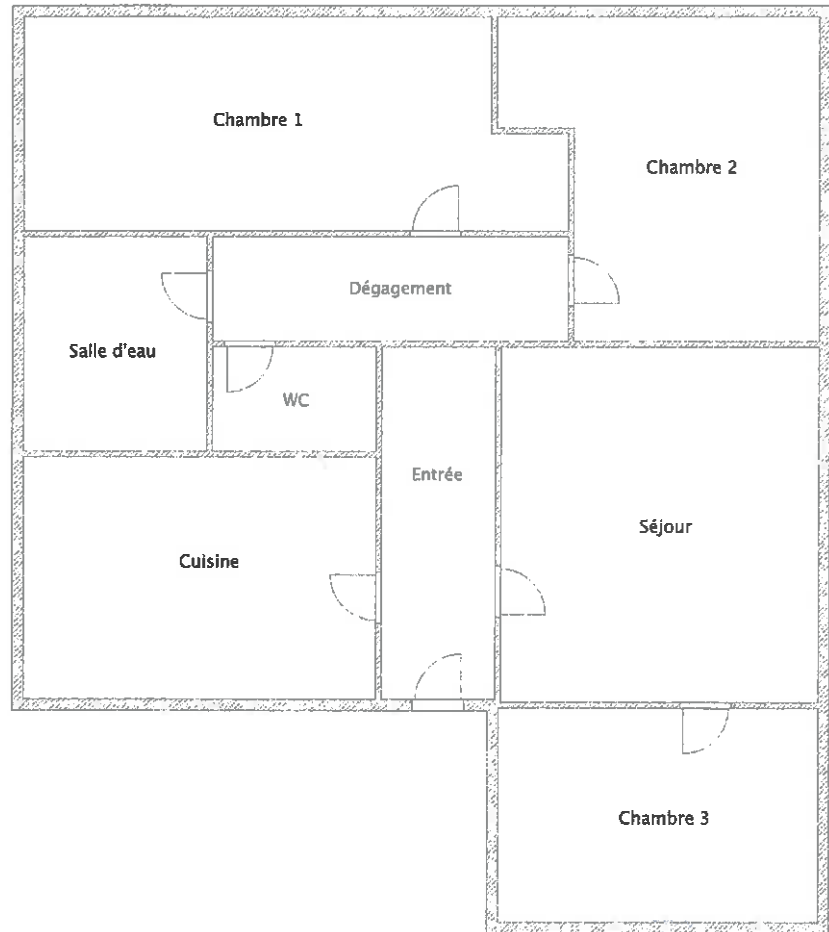 Chambre 1
Chambre 2
Dégagement
Salle d'eau
WC
Entrée
Séjour
Cuisine
Chambre 3